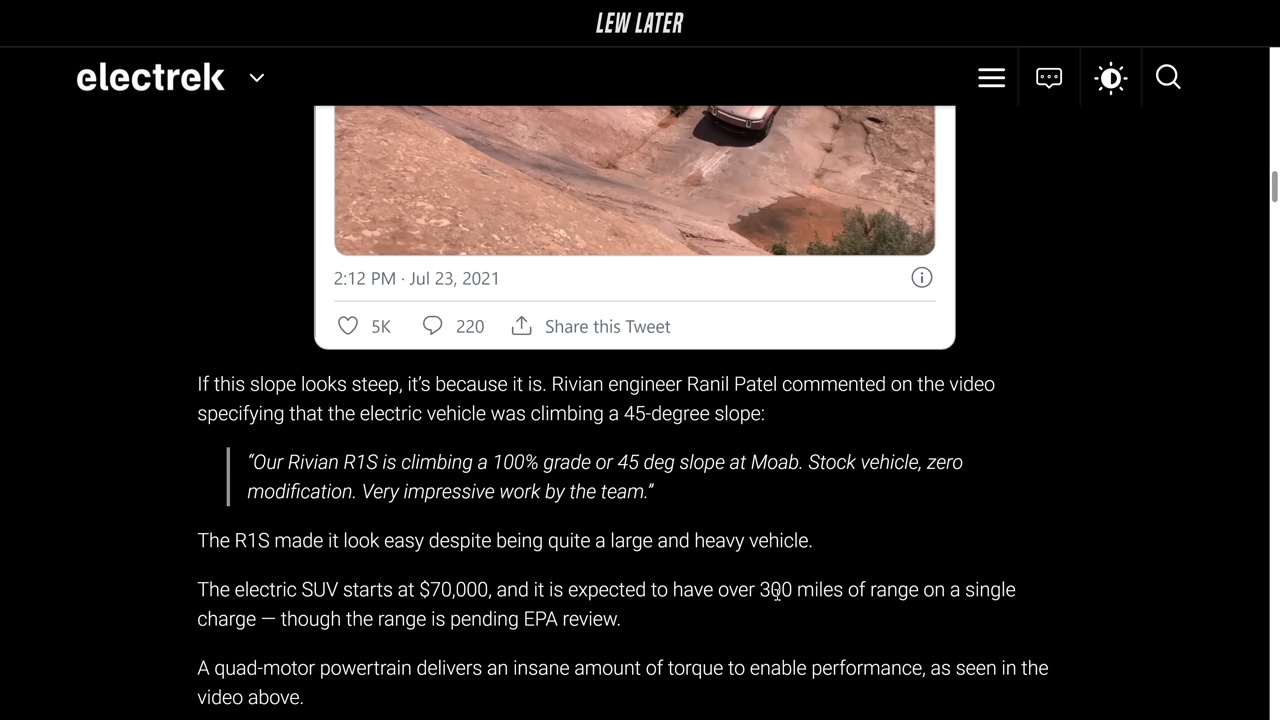 LEW LATER
electrek
2:12 PM · Jul 23, 2021
5K 220 Share this Tweet
If this slope looks steep, it’s because it is. Rivian engineer Ranil Patel commented on the video
specifying that the electric vehicle was climbing a 45-degree slope:
“Our Rivian R1S is climbing a 100% grade or 45 deg slope at Moab. Stock vehicle, zero
modification. Very impressive work by the team.”
The R1S made it look easy despite being quite a large and heavy vehicle.
The electric SUV starts at $70,000, and it is expected to have over 300 miles of range on a single
charge — though the range is pending EPA review.
A quad-motor powertrain delivers an insane amount of torque to enable performance, as seen in the
video above.